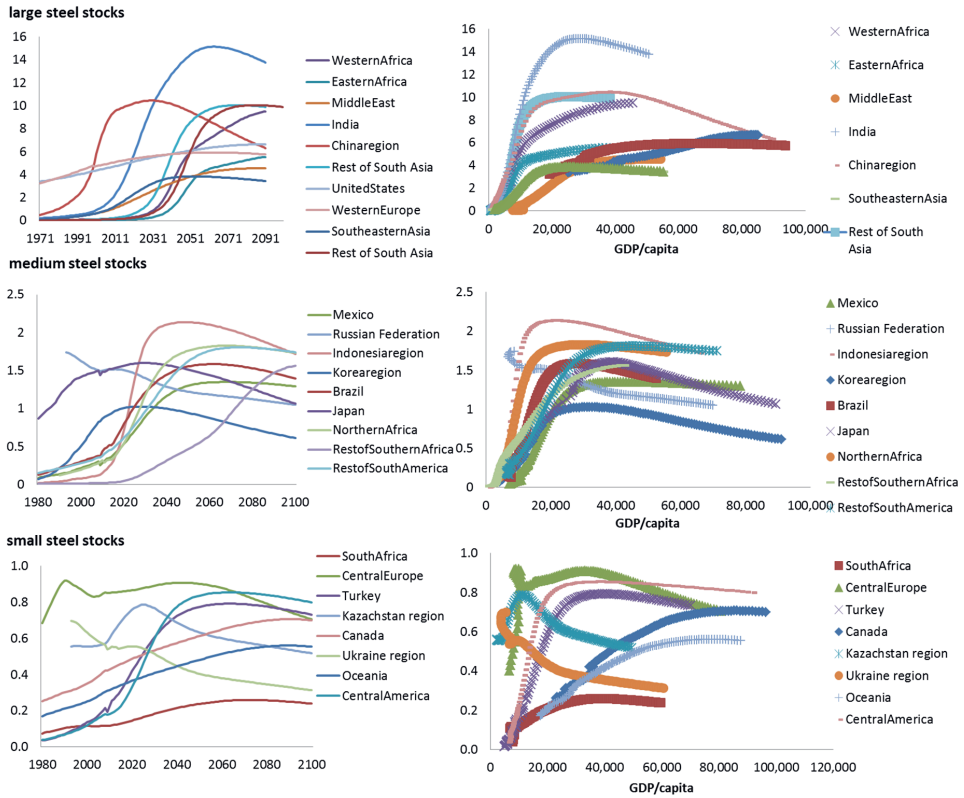 large steel stocks
16
14
12
10
8
6
4
2
0
1971 1991 2011 2031 2051 2071 2091
WesternAfrica
EasternAfrica
MiddleEast
India
Chinaregion
Rest of South Asia
UnitedStates
WesternEurope
SoutheasternAsia
Rest of South Asia
16
14
12
10
8
6
4
2
0
0 20,000 40,000 60,000 80,000 100,000
GDP/capita
WesternAfrica
EasternAfrica
MiddleEast
India
Chinaregion
SoutheasternAsia
Rest of South
Asia
medium steel stocks
2.5
2
1.5
1
0.5
0
1980 2000 2020 2040 2060 2080 2100
Mexico
Russian Federation
Indonesiaregion
Korearegion
Brazil
Japan
NorthernAfrica
RestofSouthernAfrica
RestofSouthAmerica
2.5
2
1.5
1
0.5
0
0 20,000 40,000 60,000 80,000 100,000
GDP/capita
Mexico
Russian Federation
Indonesiaregion
Korearegion
Brazil
Japan
NorthernAfrica
RestofSouthernAfrica
RestofSouthAmerica
small steel stocks
1.0
0.8
0.6
0.4
0.2
0.0
1980 2000 2020 2040 2060 2080 2100
SouthAfrica
CentralEurope
Turkey
Kazachstan region
Canada
Ukraine region
Oceania
CentralAmerica
1.0
0.8
0.6
0.4
0.2
0.0
0 20,000 40,000 60,000 80,000 100,000 120,000
GDP/capita
SouthAfrica
CentralEurope
Turkey
Canada
Kazachstan region
Ukraine region
Oceania
CentralAmerica